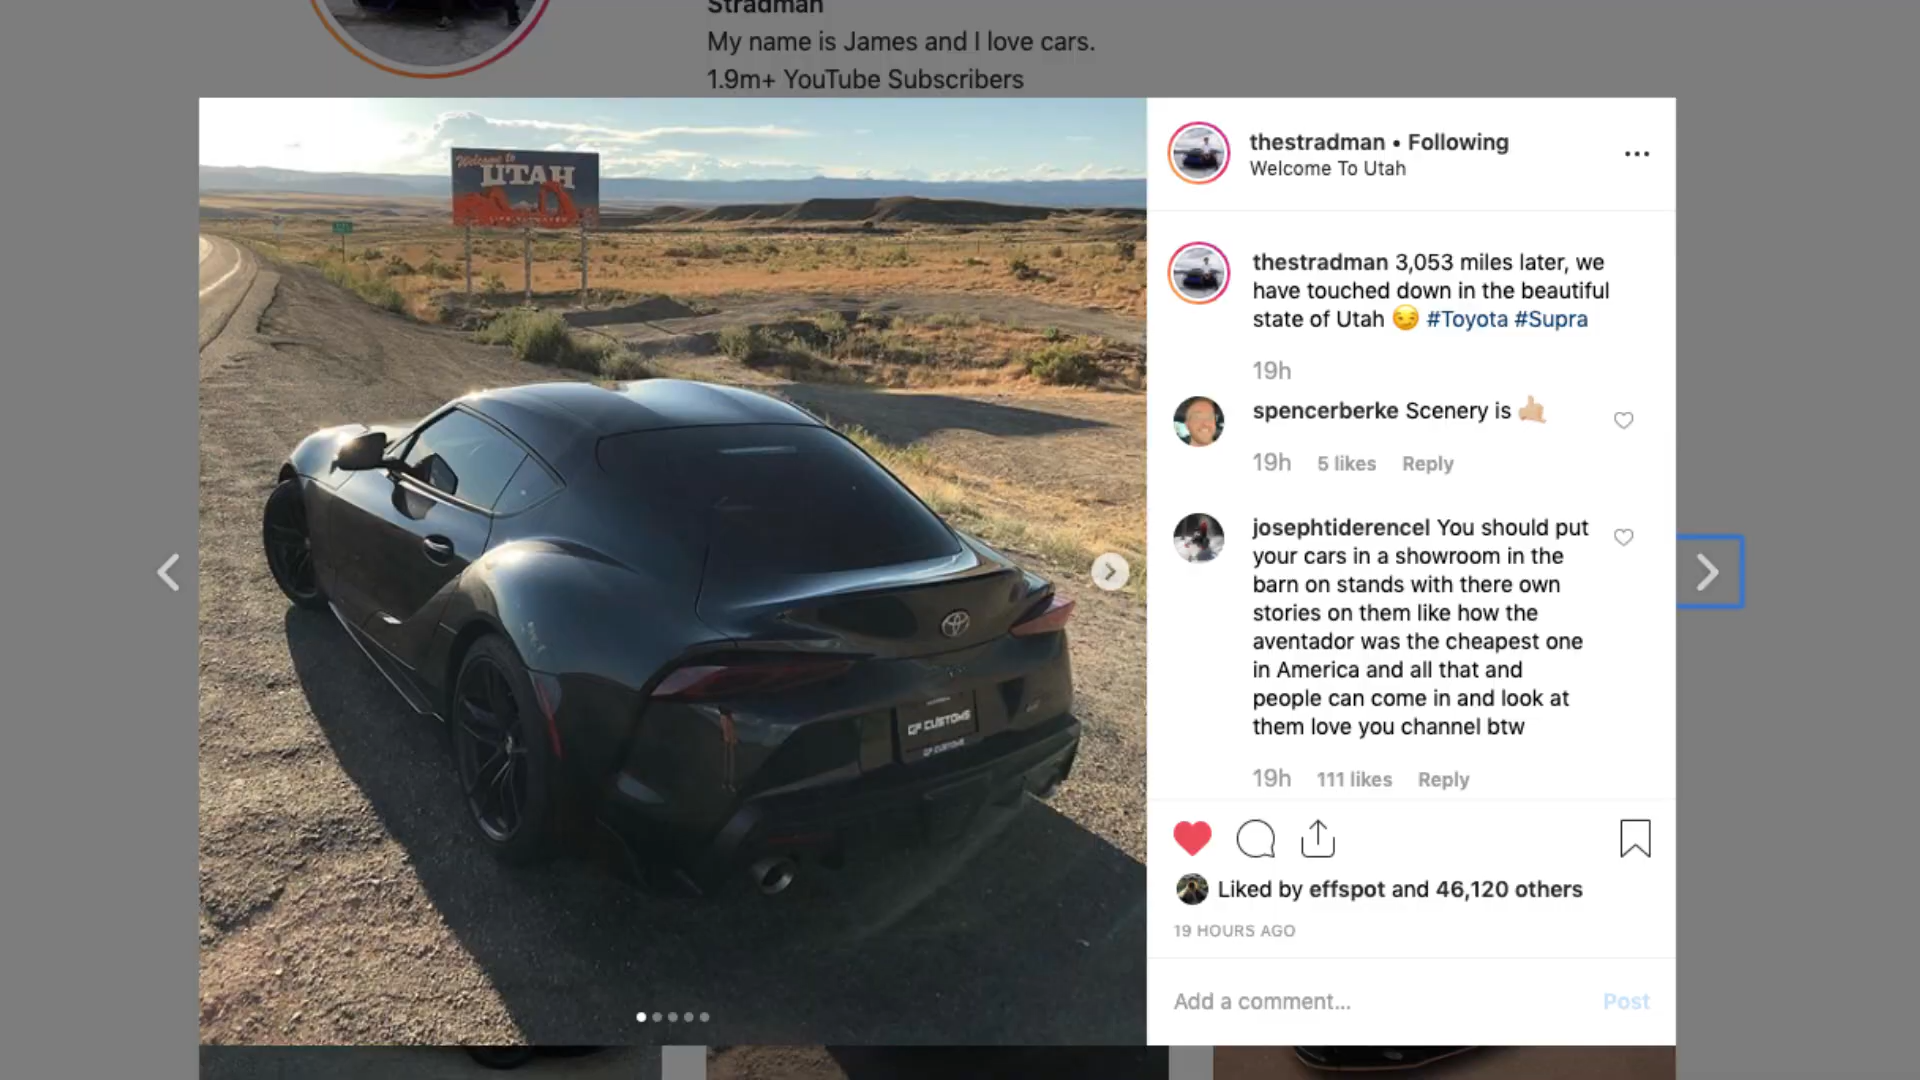 Stradman
My name is James and I love cars.
1.9m+ YouTube Subscribers
Welcome to
UTAH
GP CUSTOMS
GP CUSTOMS
thestradman • Following
Welcome To Utah
thestradman 3,053 miles later, we
have touched down in the beautiful
state of Utah 😏 #Toyota #Supra
19h
spencerberke Scenery is 🤙🏼
19h 5 likes Reply
josephtiderencel You should put
your cars in a showroom in the
barn on stands with there own
stories on them like how the
aventador was the cheapest one
in America and all that and
people can come in and look at
them love you channel btw
19h 111 likes Reply
Liked by effspot and 46,120 others
19 HOURS AGO
Add a comment... Post